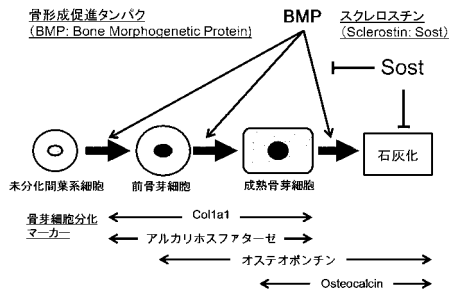 骨形成促進タンパク
(BMP: Bone Morphogenetic Protein)
BMP
スクレロスチン
(Sclerostin: Sost)
Sost
石灰化
未分化間葉系細胞
前骨芽細胞
成熟骨芽細胞
骨芽細胞分化
マーカー
Col1a1
アルカリホスファターゼ
オステオポンチン
Osteocalcin